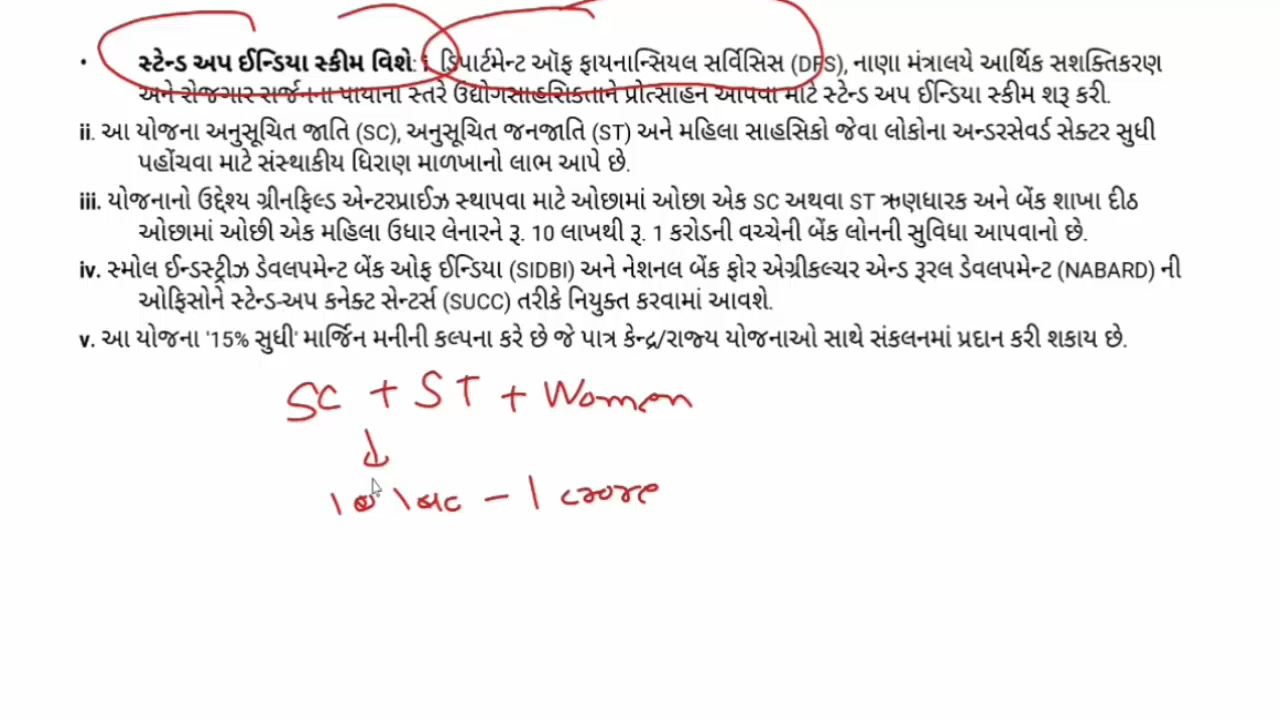 • સ્ટેન્ડ અપ ઈન્ડિયા સ્કીમ વિશે: i. ડિપાર્ટમેન્ટ ઑફ ફાયનાન્સિયલ સર્વિસિસ (DFS), નાણા મંત્રાલયે આર્થિક સશક્તિકરણ
અને રોજગાર સર્જનના પાયાના સ્તરે ઉદ્યોગસાહસિકતાને પ્રોત્સાહન આપવા માટે સ્ટેન્ડ અપ ઈન્ડિયા સ્કીમ શરૂ કરી.
ii. આ યોજના અનુસૂચિત જાતિ (SC), અનુસૂચિત જનજાતિ (ST) અને મહિલા સાહસિકો જેવા લોકોના અન્ડરસેવર્ડ સેક્ટર સુધી
પહોંચવા માટે સંસ્થાકીય ધિરાણ માળખાનો લાભ આપે છે.
iii. યોજનાનો ઉદ્દેશ્ય ગ્રીનફિલ્ડ એન્ટરપ્રાઈઝ સ્થાપવા માટે ઓછામાં ઓછા એક SC અથવા ST ઋણધારક અને બેંક શાખા દીઠ
ઓછામાં ઓછી એક મહિલા ઉધાર લેનારને રૂ. 10 લાખથી રૂ. 1 કરોડની વચ્ચેની બેંક લોનની સુવિધા આપવાનો છે.
iv. સ્મોલ ઈન્ડસ્ટ્રીઝ ડેવલપમેન્ટ બેંક ઓફ ઈન્ડિયા (SIDBI) અને નેશનલ બેંક ફોર એગ્રીકલ્ચર એન્ડ રૂરલ ડેવલપમેન્ટ (NABARD) ની
ઓફિસોને સ્ટેન્ડ-અપ કનેક્ટ સેન્ટર્સ (SUCC) તરીકે નિયુક્ત કરવામાં આવશે.
v. આ યોજના '15% સુધી' માર્જિન મનીની કલ્પના કરે છે જે પાત્ર કેન્દ્ર/રાજ્ય યોજનાઓ સાથે સંકલનમાં પ્રદાન કરી શકાય છે.
SC + ST + Women
10 lac - 1 crore